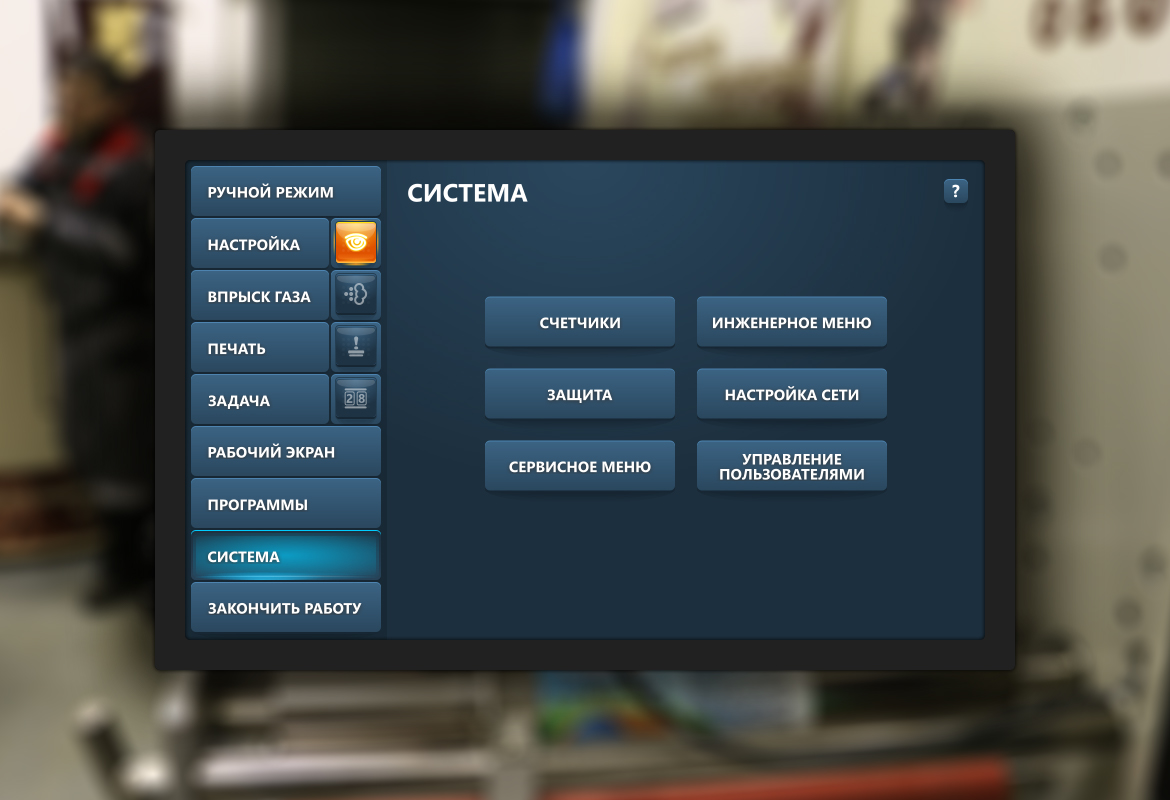 РУЧНОЙ РЕЖИМ
НАСТРОЙКА
ВПРЫСК ГАЗА
ПЕЧАТЬ
ЗАДАЧА
28
РАБОЧИЙ ЭКРАН
ПРОГРАММЫ
СИСТЕМА
ЗАКОНЧИТЬ РАБОТУ
СИСТЕМА
?
СЧЕТЧИКИ
ИНЖЕНЕРНОЕ МЕНЮ
ЗАЩИТА
НАСТРОЙКА СЕТИ
СЕРВИСНОЕ МЕНЮ
УПРАВЛЕНИЕ
ПОЛЬЗОВАТЕЛЯМИ